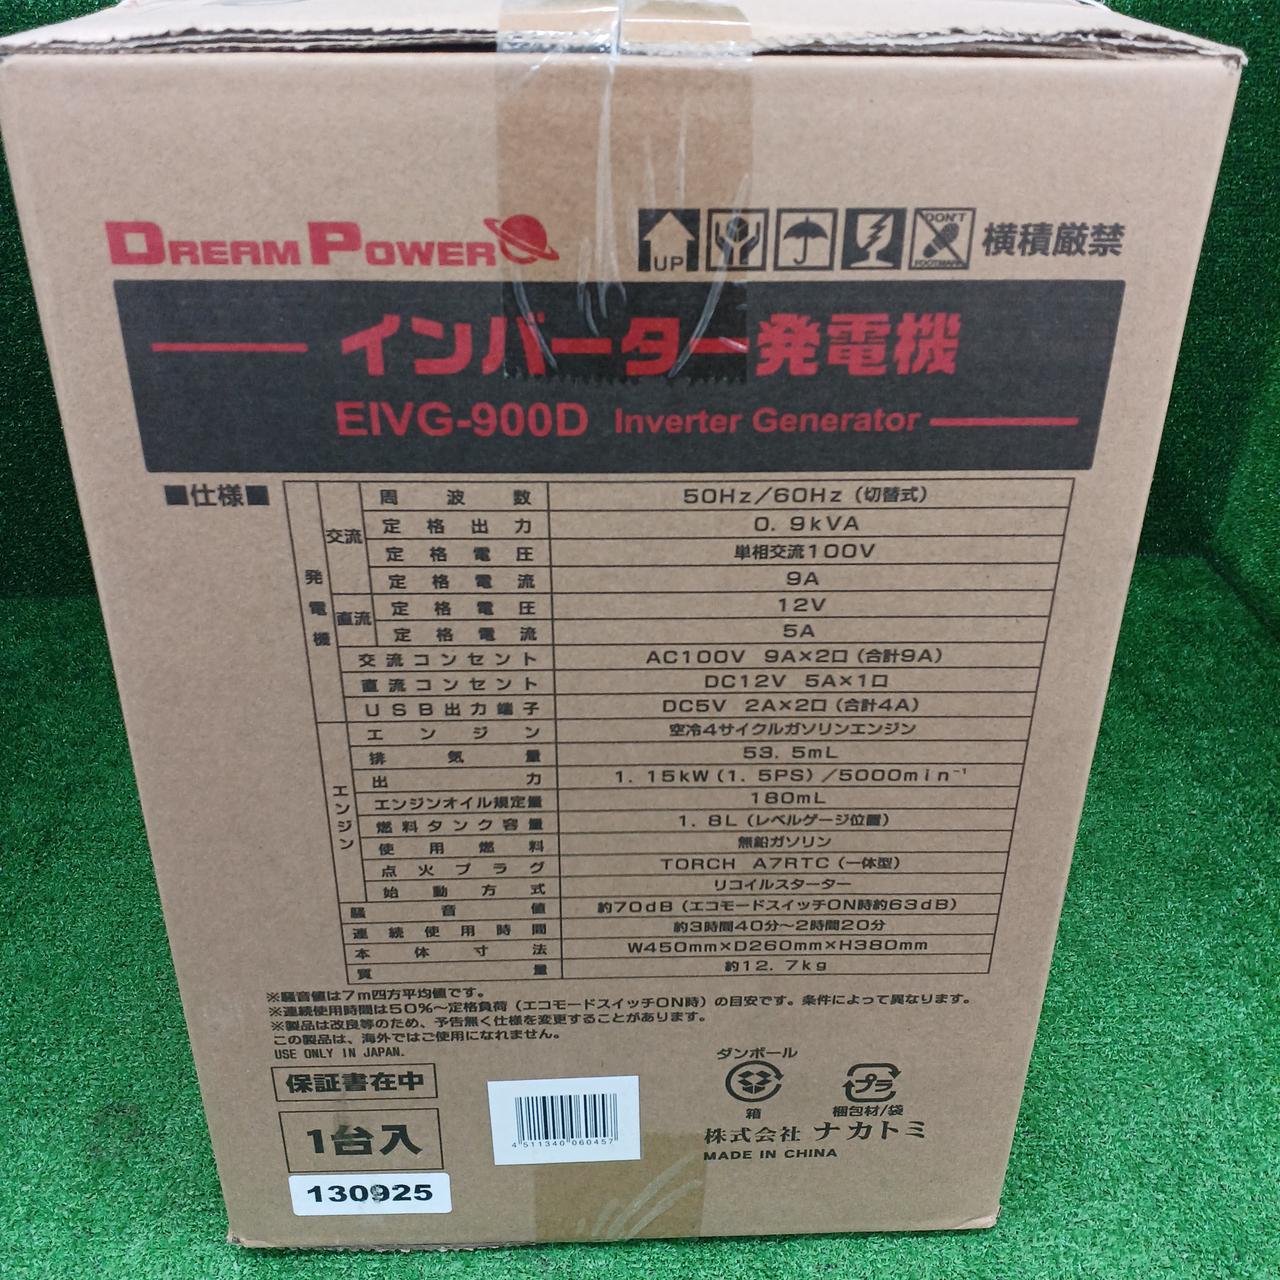 DREAM POWER
UP
DON'T
FOOTMARK
横積厳禁
インバーター発電機
EIVG-900D Inverter Generator
■仕様■
発電機
交流
周波数 50Hz/60Hz(切替式)
定格出力 0.9kVA
定格電圧 単相交流100V
定格電流 9A
直流
定格電圧 12V
定格電流 5A
交流コンセント AC100V 9A×2口(合計9A)
直流コンセント DC12V 5A×1口
USB出力端子 DC5V 2A×2口(合計4A)
エンジン
エンジン 空冷4サイクルガソリンエンジン
排気量 53.5mL
出力 1.15kW(1.5PS)/5000min⁻¹
エンジンオイル規定量 180mL
燃料タンク容量 1.8L(レベルゲージ位置)
使用燃料 無鉛ガソリン
点火プラグ TORCH A7RTC(一体型)
始動方式 リコイルスターター
騒音値 約70dB(エコモードスイッチON時約63dB)
連続使用時間 約3時間40分~2時間20分
本体寸法 W450mm×D260mm×H380mm
質量 約12.7kg
※騒音値は7m四方平均値です。
※連続使用時間は50%~定格負荷(エコモードスイッチON時)の目安です。条件によって異なります。
※製品は改良等のため、予告無く仕様を変更することがあります。
この製品は、海外ではご使用になれません。
USE ONLY IN JAPAN.
保証書在中
1台入
130925
4 511340 060457
ダンボール
箱
プラ
梱包材/袋
株式会社 ナカトミ
MADE IN CHINA